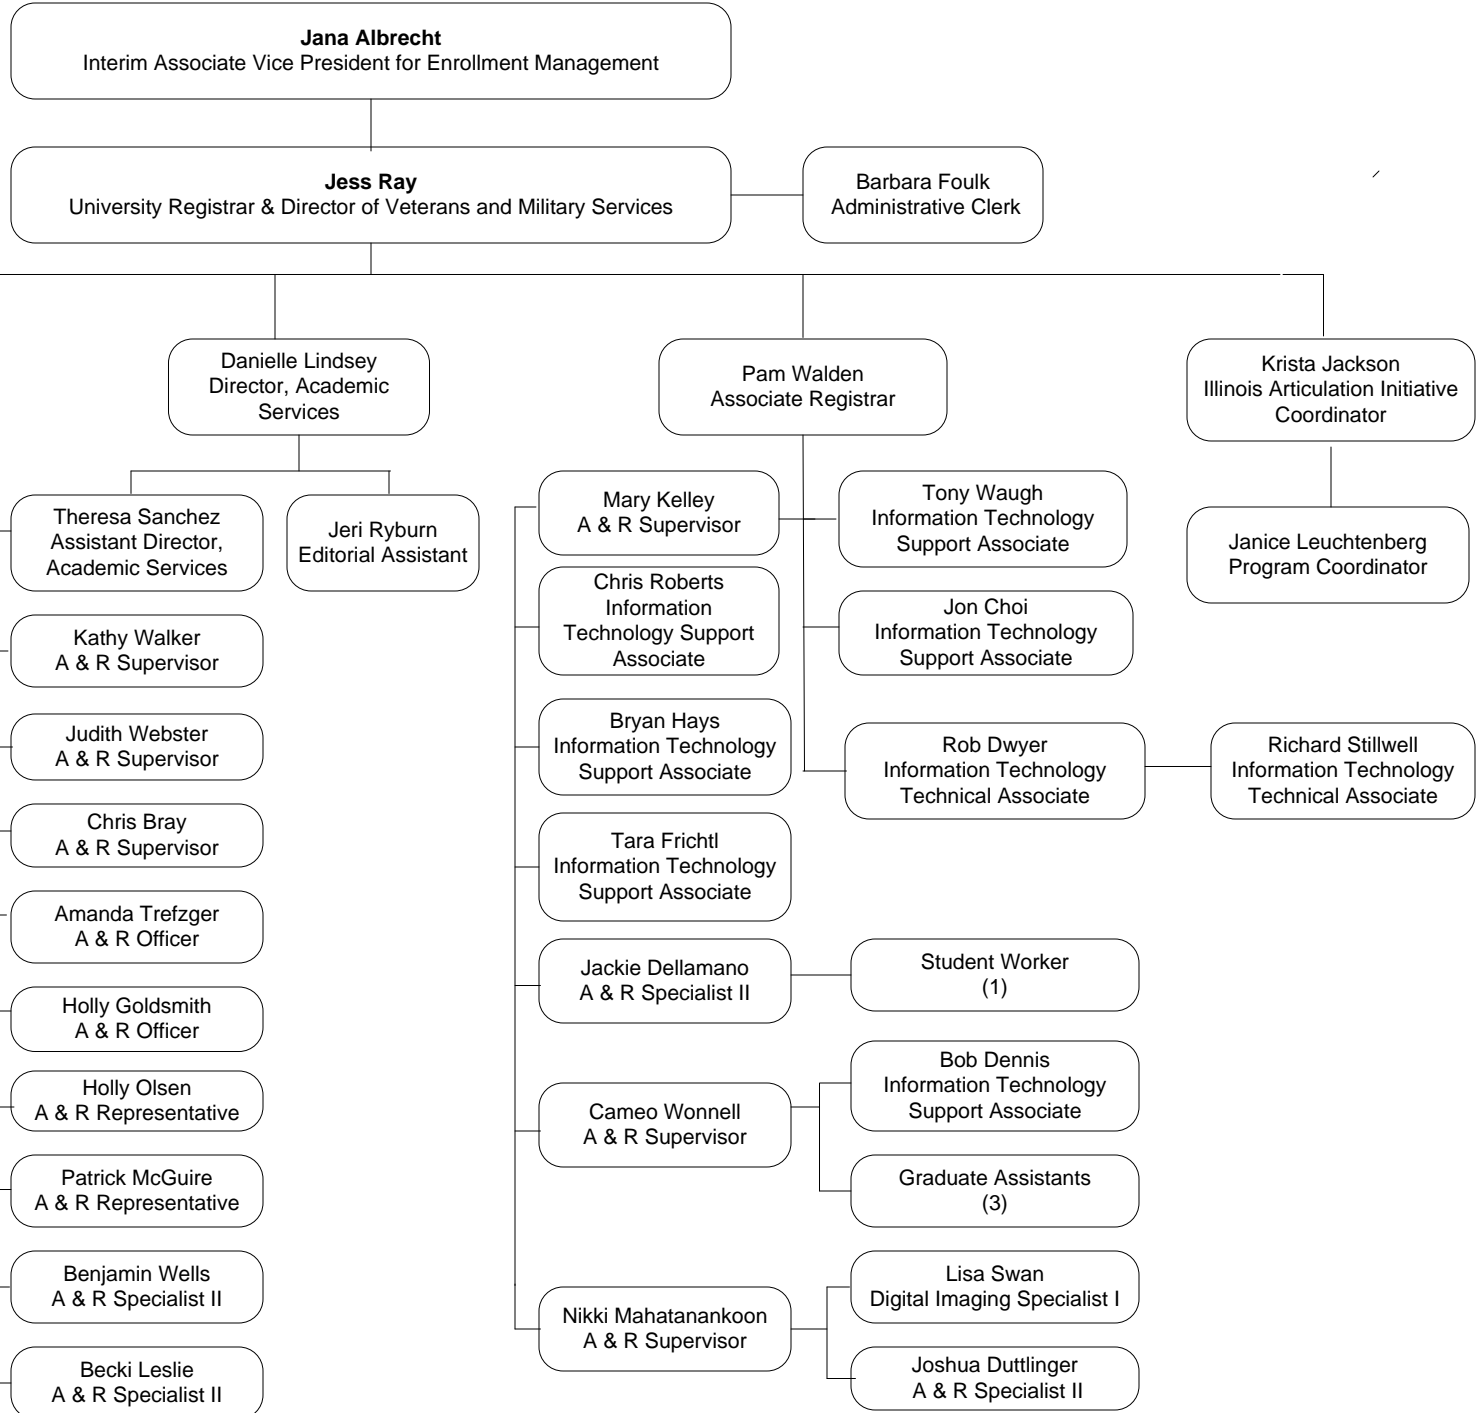 Jana Albrecht
Interim Associate Vice President for Enrollment Management
Jess Ray
University Registrar & Director of Veterans and Military Services
Barbara Foulk
Administrative Clerk
Danielle Lindsey
Director, Academic
Services
Pam Walden
Associate Registrar
Krista Jackson
Illinois Articulation Initiative
Coordinator
Theresa Sanchez
Assistant Director,
Academic Services
Jeri Ryburn
Editorial Assistant
Kathy Walker
A & R Supervisor
Judith Webster
A & R Supervisor
Chris Bray
A & R Supervisor
Amanda Trefzger
A & R Officer
Holly Goldsmith
A & R Officer
Holly Olsen
A & R Representative
Patrick McGuire
A & R Representative
Benjamin Wells
A & R Specialist II
Becki Leslie
A & R Specialist II
Mary Kelley
A & R Supervisor
Chris Roberts
Information
Technology Support
Associate
Bryan Hays
Information Technology
Support Associate
Tara Frichtl
Information Technology
Support Associate
Jackie Dellamano
A & R Specialist II
Cameo Wonnell
A & R Supervisor
Nikki Mahatanankoon
A & R Supervisor
Tony Waugh
Information Technology
Support Associate
Jon Choi
Information Technology
Support Associate
Rob Dwyer
Information Technology
Technical Associate
Richard Stillwell
Information Technology
Technical Associate
Student Worker
(1)
Bob Dennis
Information Technology
Support Associate
Graduate Assistants
(3)
Lisa Swan
Digital Imaging Specialist I
Joshua Duttlinger
A & R Specialist II
Janice Leuchtenberg
Program Coordinator